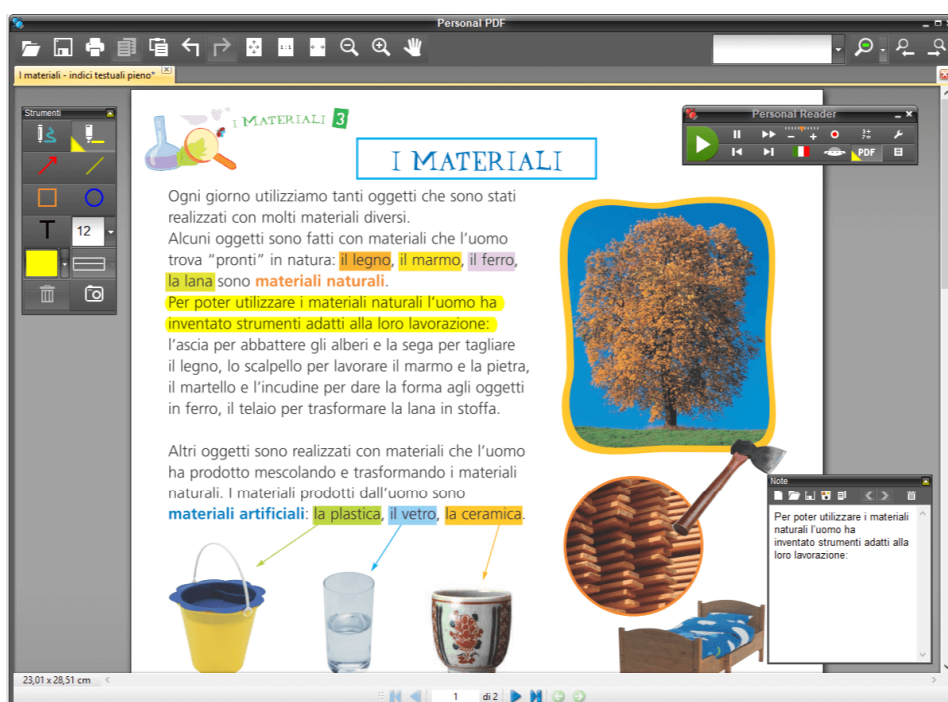 Personal PDF
I materiali - indici testuali pieno*
Strumenti
12
I MATERIALI 3
I MATERIALI
Ogni giorno utilizziamo tanti oggetti che sono stati
realizzati con molti materiali diversi.
Alcuni oggetti sono fatti con materiali che l'uomo
trova "pronti" in natura: il legno, il marmo, il ferro,
la lana sono materiali naturali.
Per poter utilizzare i materiali naturali l'uomo ha
inventato strumenti adatti alla loro lavorazione:
l'ascia per abbattere gli alberi e la sega per tagliare
il legno, lo scalpello per lavorare il marmo e la pietra,
il martello e l'incudine per dare la forma agli oggetti
in ferro, il telaio per trasformare la lana in stoffa.
Altri oggetti sono realizzati con materiali che l'uomo
ha prodotto mescolando e trasformando i materiali
naturali. I materiali prodotti dall'uomo sono
materiali artificiali: la plastica, il vetro, la ceramica.
Personal Reader
PDF
Note
Per poter utilizzare i materiali
naturali l'uomo ha
inventato strumenti adatti alla
loro lavorazione:
23,01 x 28,51 cm
1 di 2